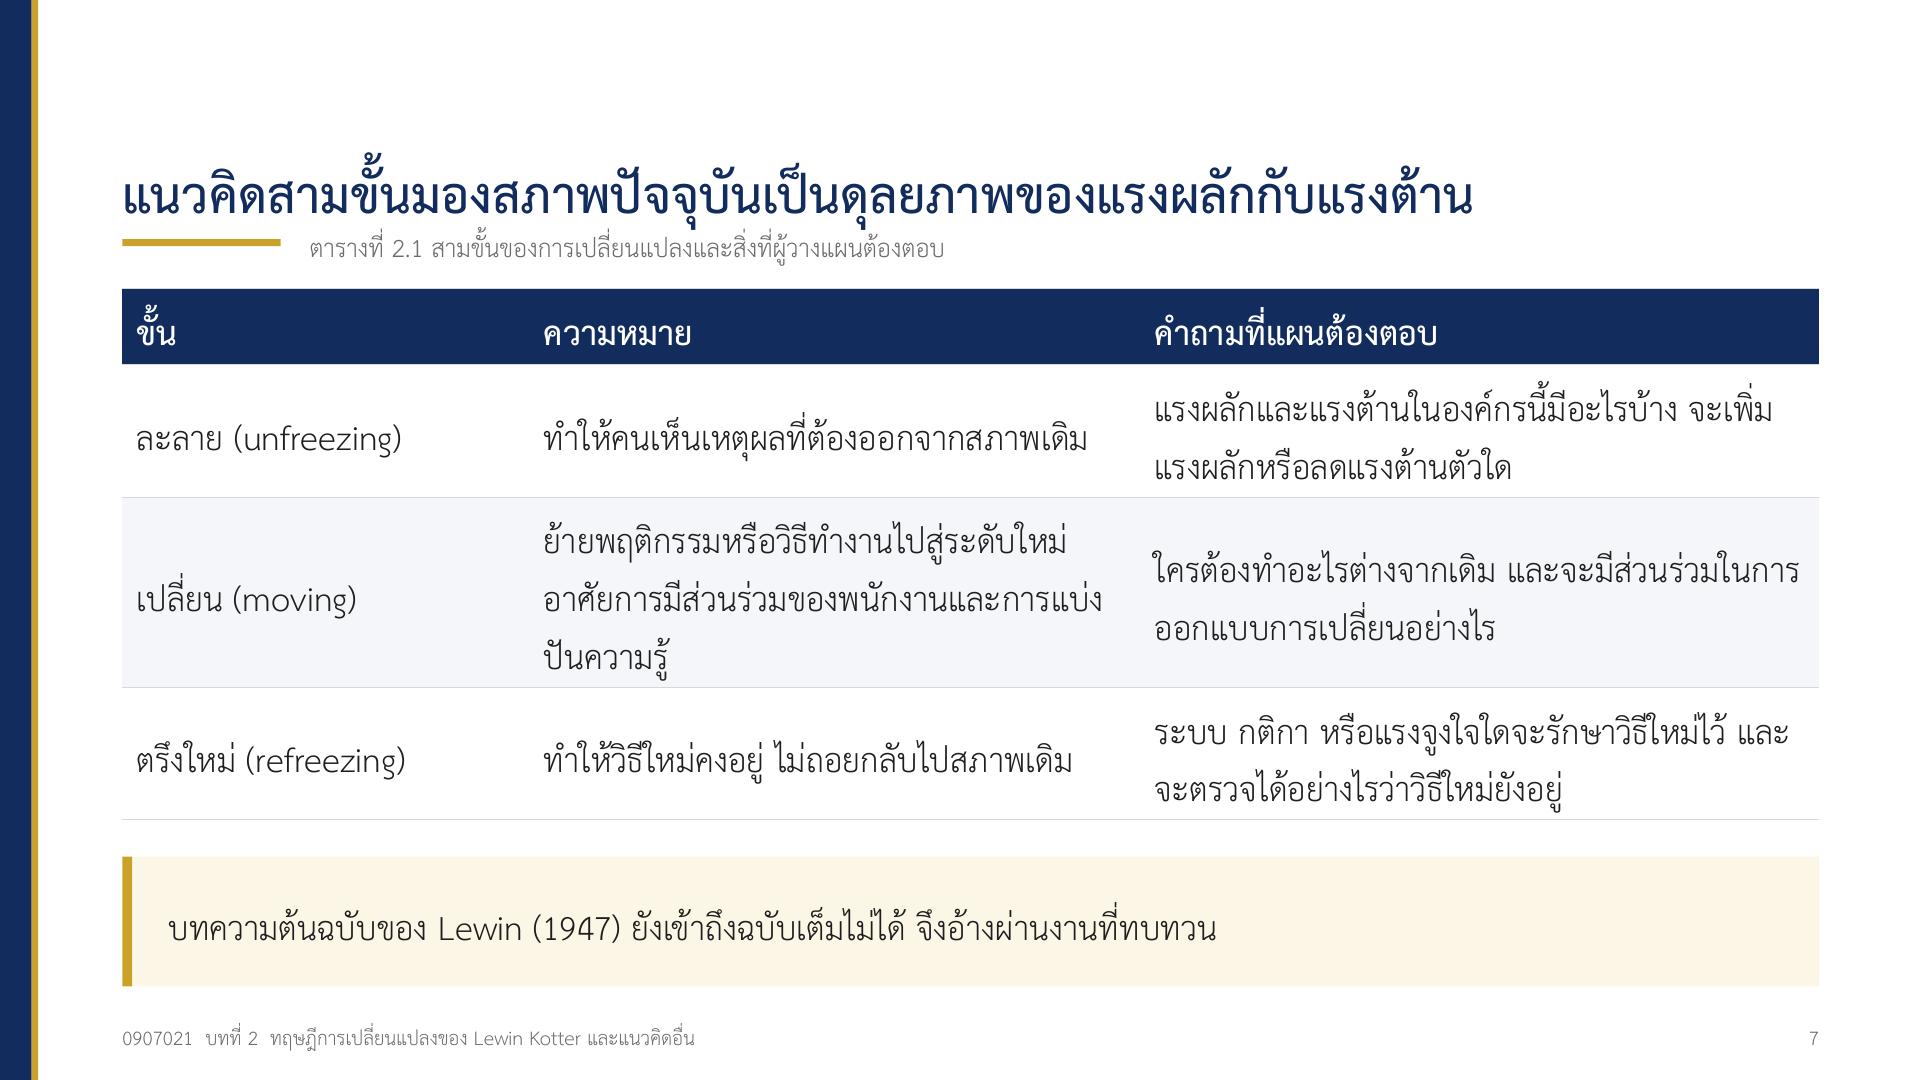 แนวคิดสามขั้นมองสภาพปัจจุบันเป็นดุลยภาพของแรงผลักกับแรงต้าน
ตารางที่ 2.1 สามขั้นของการเปลี่ยนแปลงและสิ่งที่ผู้วางแผนต้องตอบ
ขั้น ความหมาย คำถามที่แผนต้องตอบ
ละลาย (unfreezing)
ทำให้คนเห็นเหตุผลที่ต้องออกจากสภาพเดิม
แรงผลักและแรงต้านในองค์กรนี้มีอะไรบ้าง จะเพิ่ม
แรงผลักหรือลดแรงต้านตัวใด
เปลี่ยน (moving)
ย้ายพฤติกรรมหรือวิธีทำงานไปสู่ระดับใหม่
อาศัยการมีส่วนร่วมของพนักงานและการแบ่ง
ปันความรู้
ใครต้องทำอะไรต่างจากเดิม และจะมีส่วนร่วมในการ
ออกแบบการเปลี่ยนอย่างไร
ตรึงใหม่ (refreezing)
ทำให้วิธีใหม่คงอยู่ ไม่ถอยกลับไปสภาพเดิม
ระบบ กติกา หรือแรงจูงใจใดจะรักษาวิธีใหม่ไว้ และ
จะตรวจได้อย่างไรว่าวิธีใหม่ยังอยู่
บทความต้นฉบับของ Lewin (1947) ยังเข้าถึงฉบับเต็มไม่ได้ จึงอ้างผ่านงานที่ทบทวน
0907021 บทที่ 2 ทฤษฎีการเปลี่ยนแปลงของ Lewin Kotter และแนวคิดอื่น
7